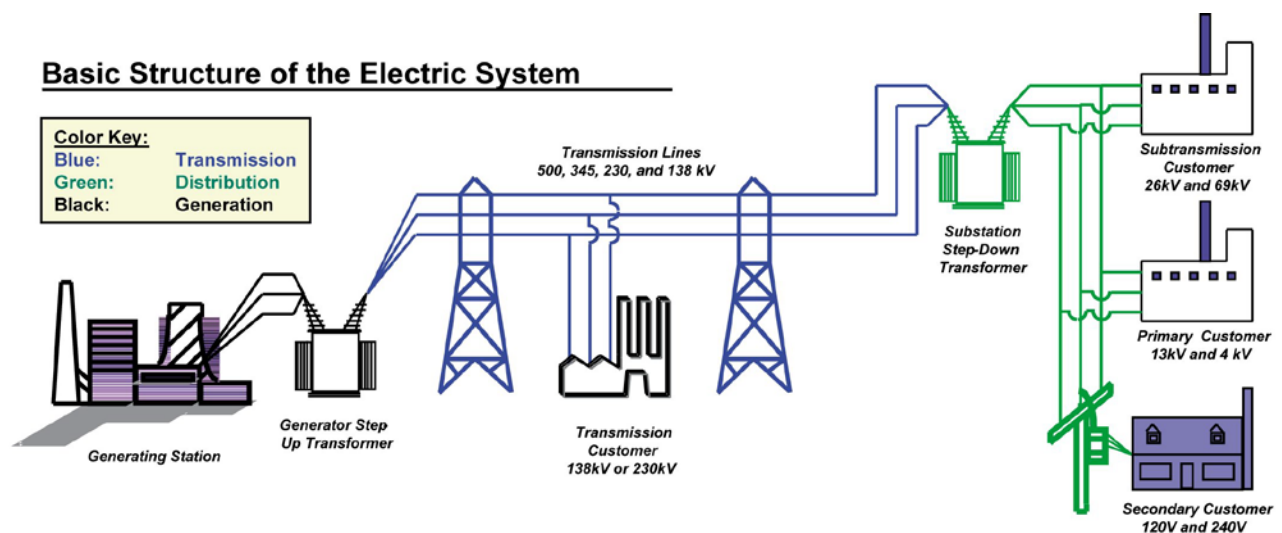 Basic Structure of the Electric System
Color Key:
Blue: Transmission
Green: Distribution
Black: Generation
Transmission Lines
500, 345, 230, and 138 kV
Generating Station
Generator Step
Up Transformer
Transmission
Customer
138kV or 230kV
Substation
Step-Down
Transformer
Subtransmission
Customer
26kV and 69kV
Primary Customer
13kV and 4 kV
Secondary Customer
120V and 240V